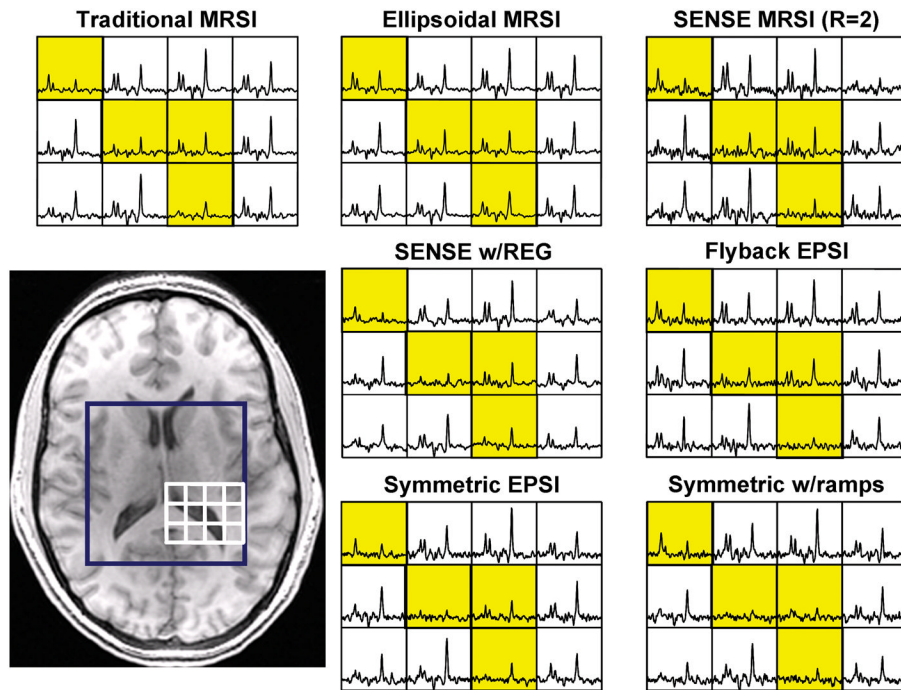 Traditional MRSI
Ellipsoidal MRSI
SENSE MRSI (R=2)
SENSE w/REG
Flyback EPSI
Symmetric EPSI
Symmetric w/ramps